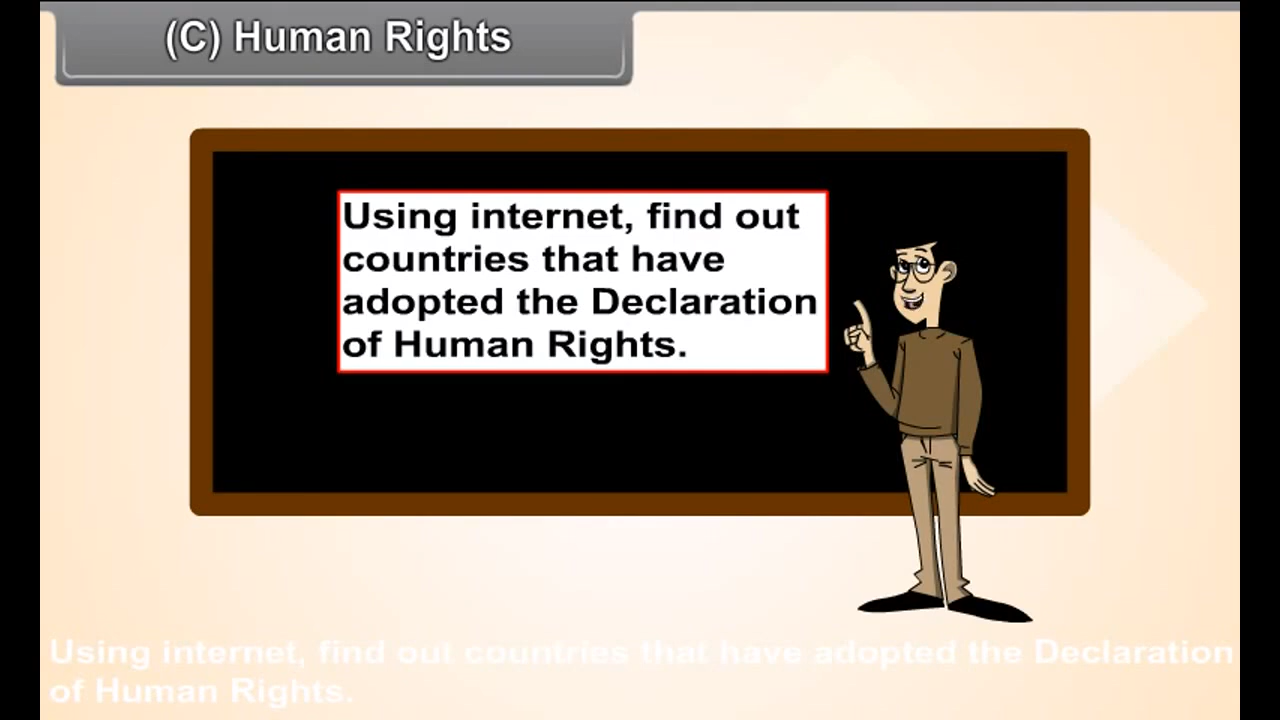 (C) Human Rights
Using internet, find out
countries that have
adopted the Declaration
of Human Rights.
Using internet, find out countries that have adopted the Declaration
of Human Rights.